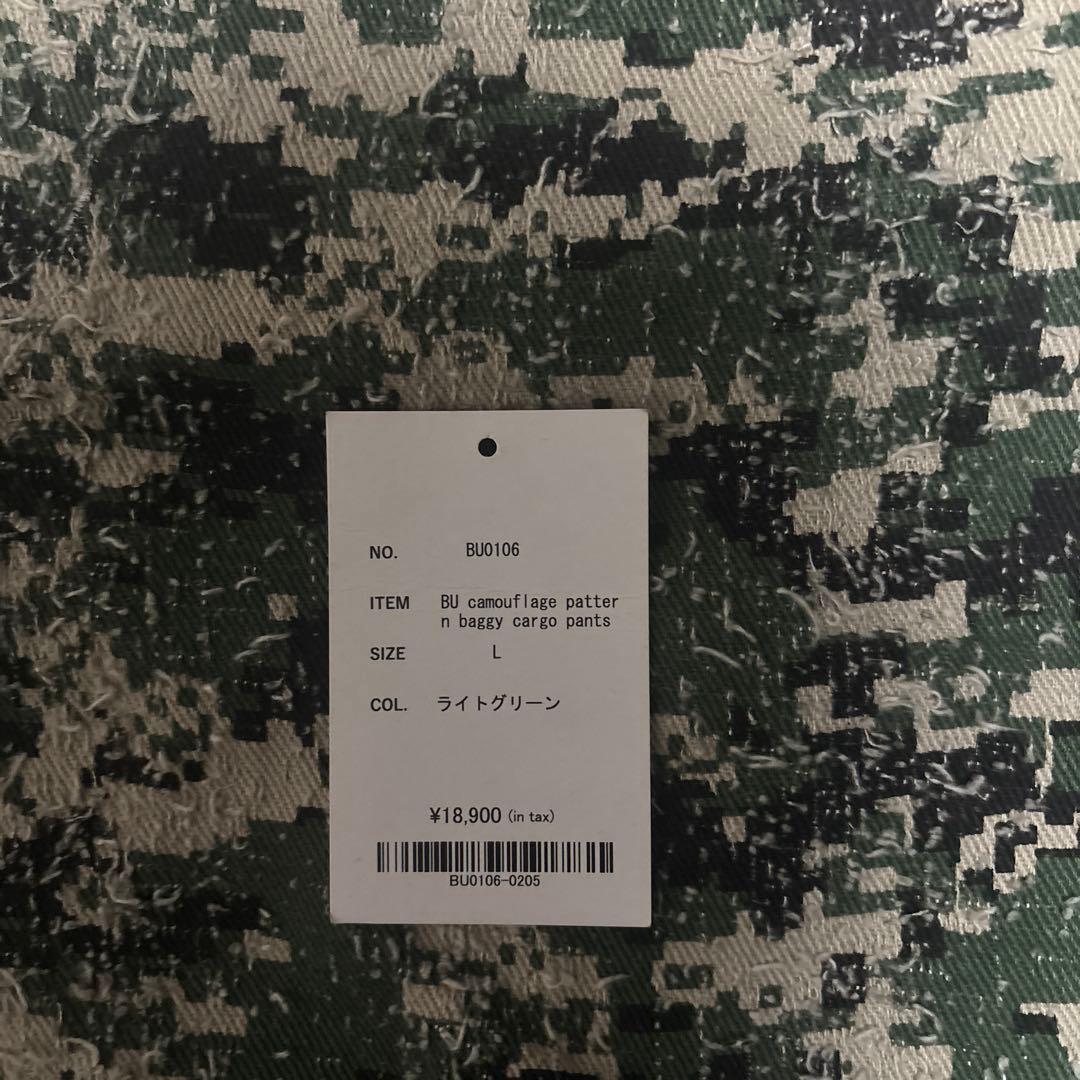 NO. BU0106
ITEM BU camouflage patter
n baggy cargo pants
SIZE L
COL. ライトグリーン
¥18,900 (in tax)
BU0106-0205